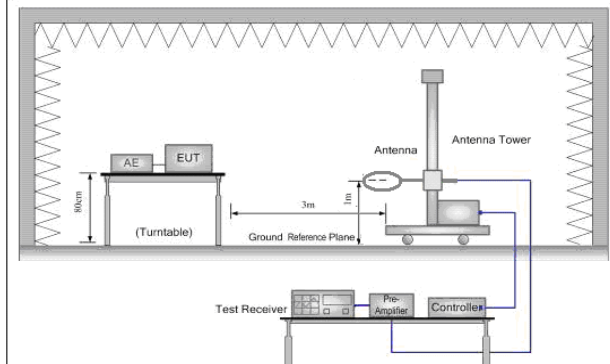 Antenna
Antenna Tower
AE
EUT
80cm
(Turntable)
3m
1m
Ground Reference Plane
Test Receiver
Pre-
Amplifier
Controller